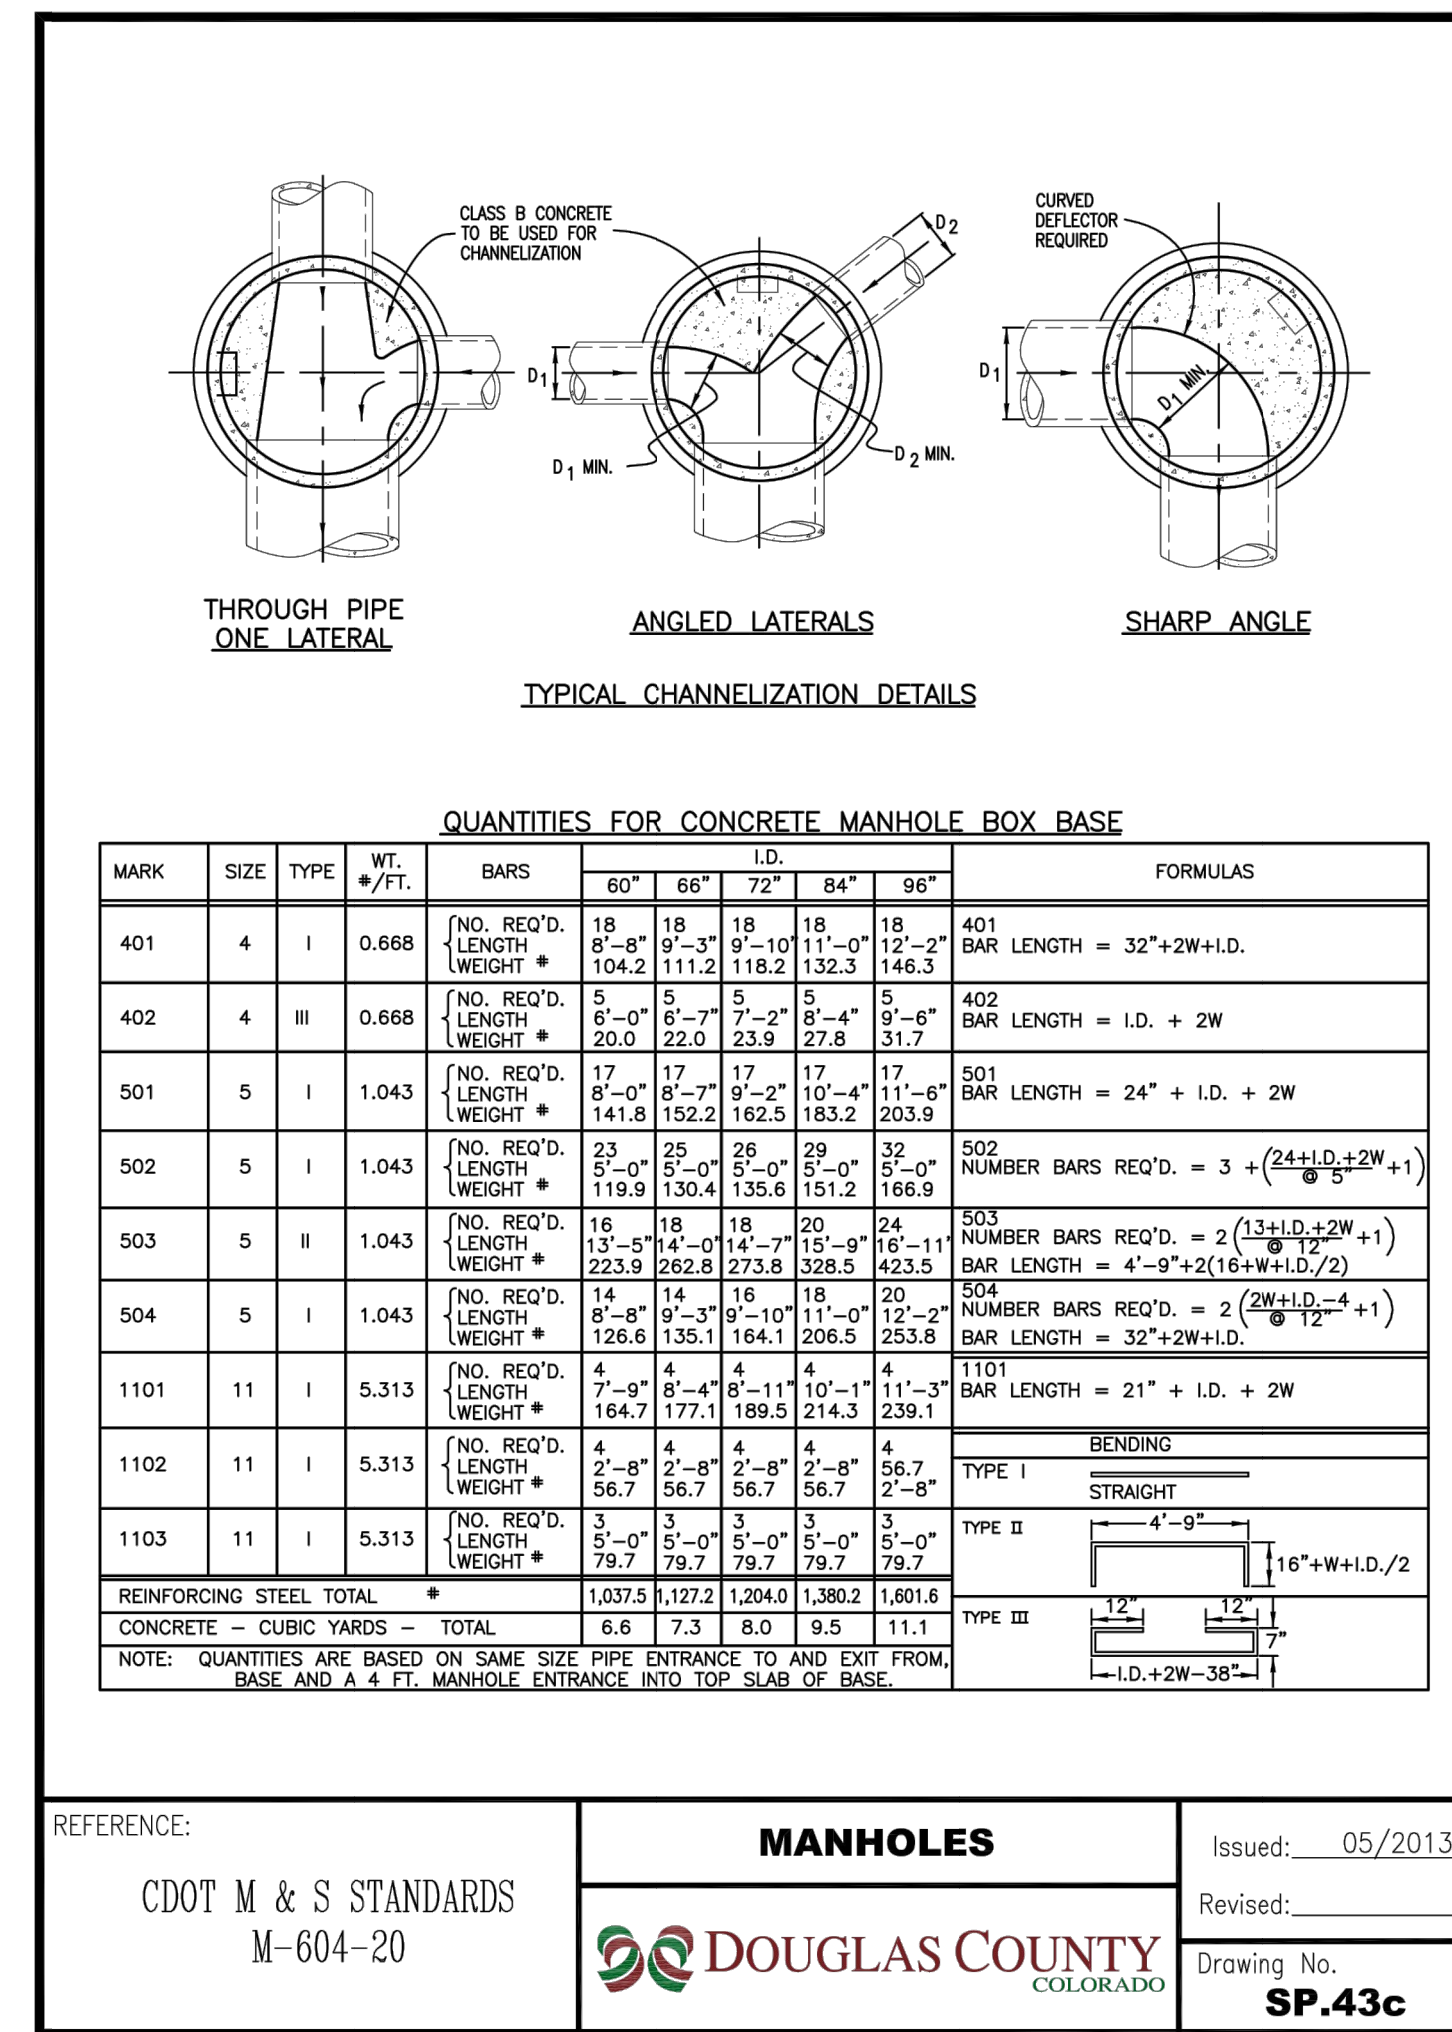 CLASS B CONCRETE
TO BE USED FOR
CHANNELIZATION
D1
D2
D1 MIN.
D2 MIN.
CURVED
DEFLECTOR
REQUIRED
D1
D1 MIN.
THROUGH PIPE
ONE LATERAL
ANGLED LATERALS
SHARP ANGLE
TYPICAL CHANNELIZATION DETAILS
QUANTITIES FOR CONCRETE MANHOLE BOX BASE
MARK SIZE TYPE WT. #/FT. BARS I.D. FORMULAS
60" 66" 72" 84" 96"
401 4 I 0.668
NO. REQ'D. 18 18 18 18 18
LENGTH 8'-8" 9'-3" 9'-10" 11'-0" 12'-2"
WEIGHT # 104.2 111.2 118.2 132.3 146.3
401
BAR LENGTH = 32"+2W+I.D.
402 4 III 0.668
NO. REQ'D. 5 5 5 5 5
LENGTH 6'-0" 6'-7" 7'-2" 8'-4" 9'-6"
WEIGHT # 20.0 22.0 23.9 27.8 31.7
402
BAR LENGTH = I.D. + 2W
501 5 I 1.043
NO. REQ'D. 17 17 17 17 17
LENGTH 8'-0" 8'-7" 9'-2" 10'-4" 11'-6"
WEIGHT # 141.8 152.2 162.5 183.2 203.9
501
BAR LENGTH = 24" + I.D. + 2W
502 5 I 1.043
NO. REQ'D. 23 25 26 29 32
LENGTH 5'-0" 5'-0" 5'-0" 5'-0" 5'-0"
WEIGHT # 119.9 130.4 135.6 151.2 166.9
502
NUMBER BARS REQ'D. = 3 +(24+I.D.+2W / @ 5" +1)
503 5 II 1.043
NO. REQ'D. 16 18 18 20 24
LENGTH 13'-5" 14'-0" 14'-7" 15'-9" 16'-11"
WEIGHT # 223.9 262.8 273.8 328.5 423.5
503
NUMBER BARS REQ'D. = 2(13+I.D.+2W / @ 12" +1)
BAR LENGTH = 4'-9"+2(16+W+I.D./2)
504 5 I 1.043
NO. REQ'D. 14 14 16 18 20
LENGTH 8'-8" 9'-3" 9'-10" 11'-0" 12'-2"
WEIGHT # 126.6 135.1 164.1 206.5 253.8
504
NUMBER BARS REQ'D. = 2(2W+I.D.-4 / @ 12" +1)
BAR LENGTH = 32"+2W+I.D.
1101 11 I 5.313
NO. REQ'D. 4 4 4 4 4
LENGTH 7'-9" 8'-4" 8'-11" 10'-1" 11'-3"
WEIGHT # 164.7 177.1 189.5 214.3 239.1
1101
BAR LENGTH = 21" + I.D. + 2W
1102 11 I 5.313
NO. REQ'D. 4 4 4 4 4
LENGTH 2'-8" 2'-8" 2'-8" 2'-8" 56.7
WEIGHT # 56.7 56.7 56.7 56.7 2'-8"
1103 11 I 5.313
NO. REQ'D. 3 3 3 3 3
LENGTH 5'-0" 5'-0" 5'-0" 5'-0" 5'-0"
WEIGHT # 79.7 79.7 79.7 79.7 79.7
REINFORCING STEEL TOTAL # 1,037.5 1,127.2 1,204.0 1,380.2 1,601.6
CONCRETE - CUBIC YARDS - TOTAL 6.6 7.3 8.0 9.5 11.1
NOTE: QUANTITIES ARE BASED ON SAME SIZE PIPE ENTRANCE TO AND EXIT FROM,
BASE AND A 4 FT. MANHOLE ENTRANCE INTO TOP SLAB OF BASE.
BENDING
TYPE I
STRAIGHT
TYPE II
4'-9"
16"+W+I.D./2
TYPE III
12" 12"
7"
I.D.+2W-38"
REFERENCE:
CDOT M & S STANDARDS
M-604-20
MANHOLES
DOUGLAS COUNTY
COLORADO
Issued: 05/2013
Revised:
Drawing No.
SP.43c